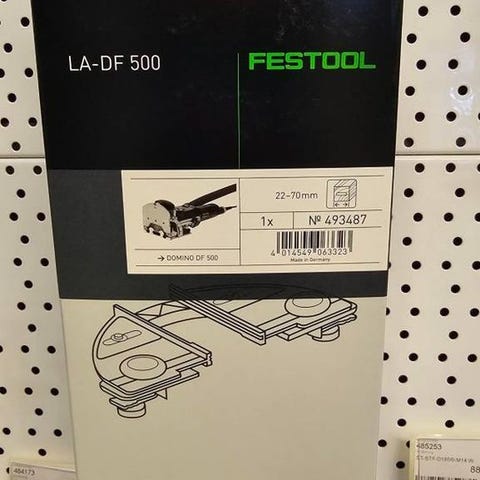 LA-DF 500
FESTOOL
22-70mm
1x
№ 493487
→ DOMINO DF 500
4 014549 063323
Made in Germany
485253
484173
88